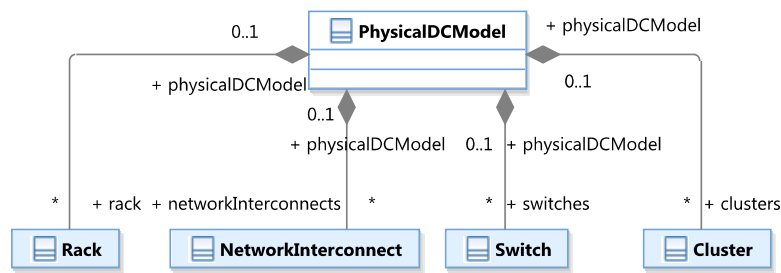 PhysicalDCModel
0..1
+ physicalDCModel
+ physicalDCModel
0..1
0..1
+ physicalDCModel
0..1
+ physicalDCModel
*
+ rack
+ networkInterconnects
*
*
+ switches
*
+ clusters
Rack
NetworkInterconnect
Switch
Cluster